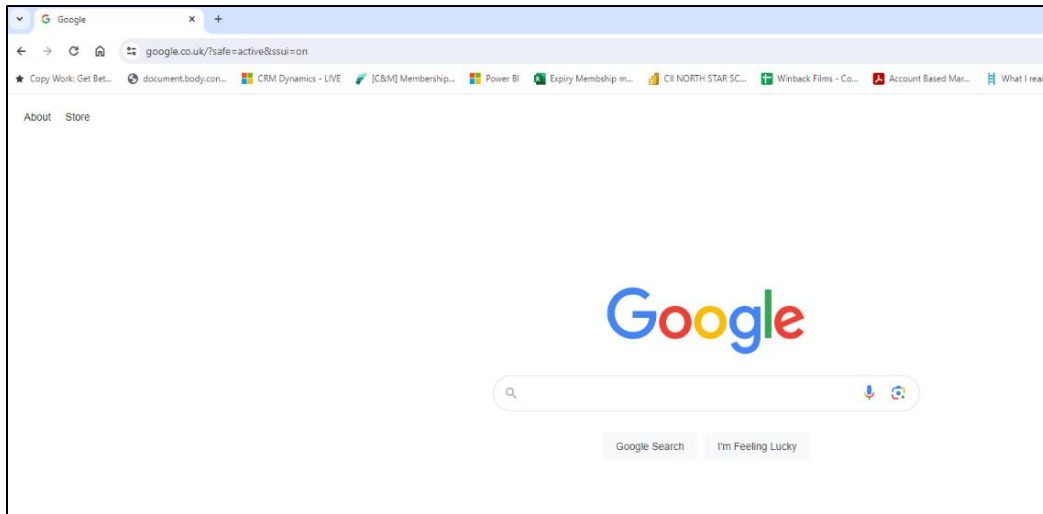 Google
google.co.uk/?safe=active&ssui=on
Copy Work: Get Bet... document.body.con... CRM Dynamics - LIVE [C&M] Membership... Power BI Expiry Membship m... CII NORTH STAR SC... Winback Films - Co... Account Based Mar... What I rea
About Store
Google
Google Search I'm Feeling Lucky